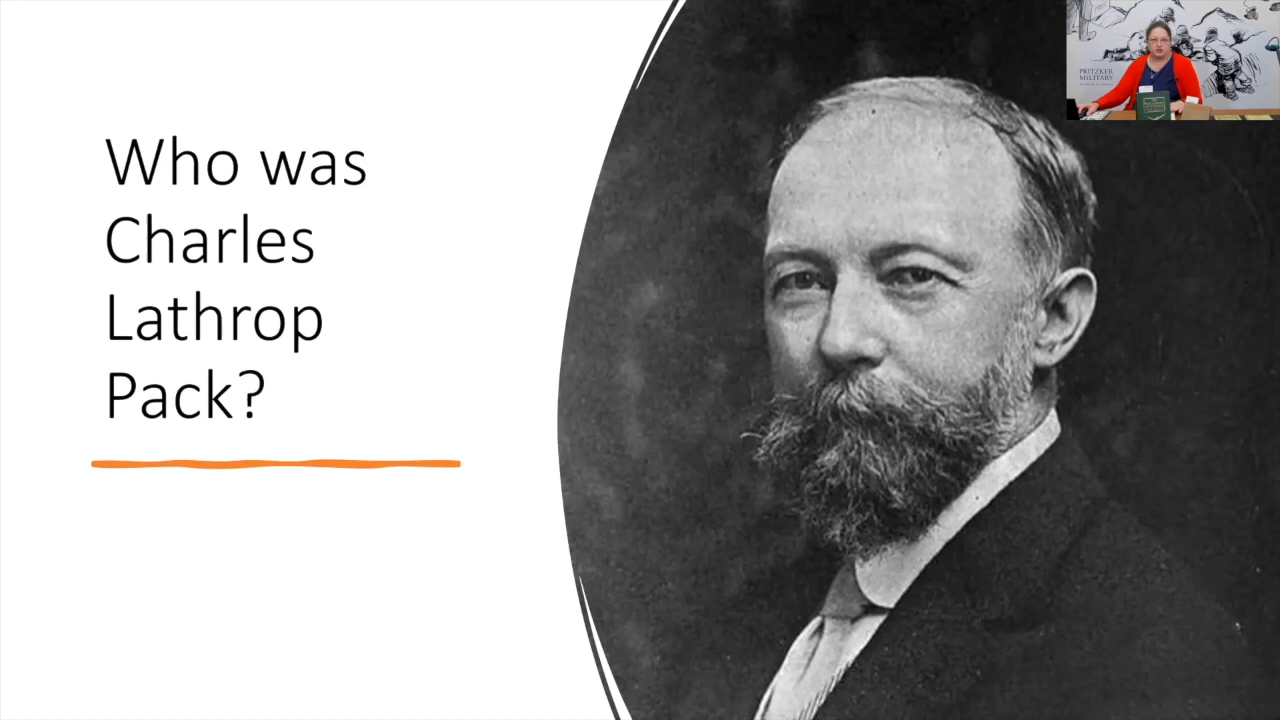 Who was
Charles
Lathrop
Pack?
PRITZKER
MILITARY